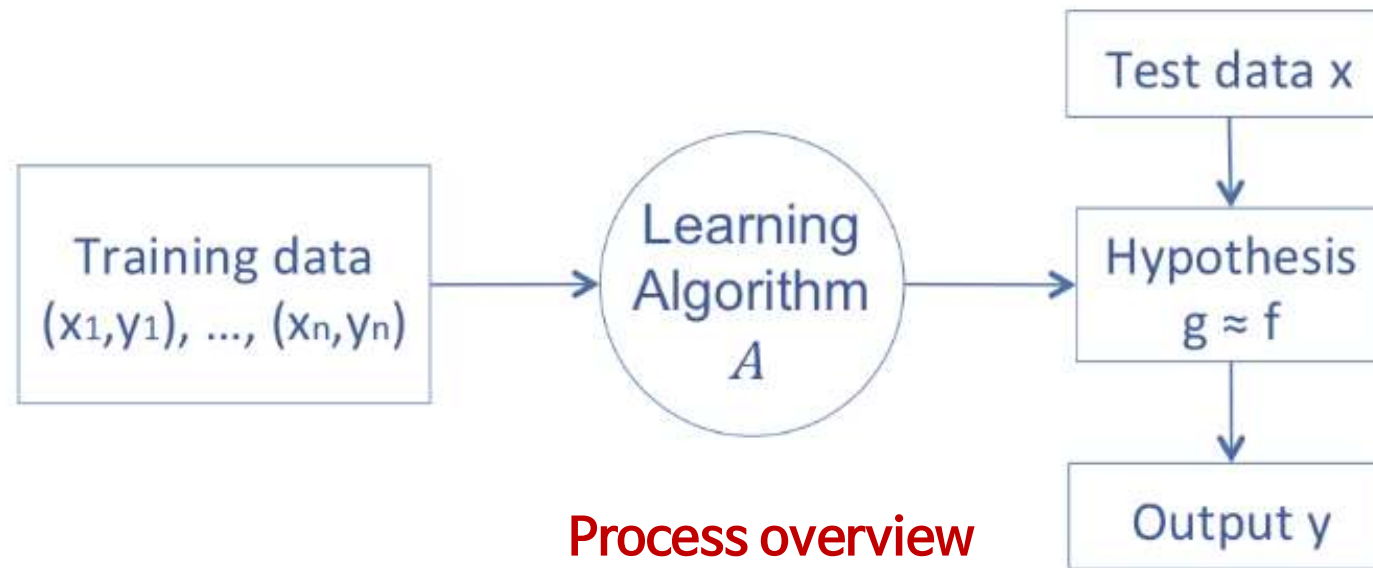 Training data
(x1,y1), ..., (xn,yn)
Learning
Algorithm
A
Test data x
Hypothesis
g ≈ f
Output y
Process overview